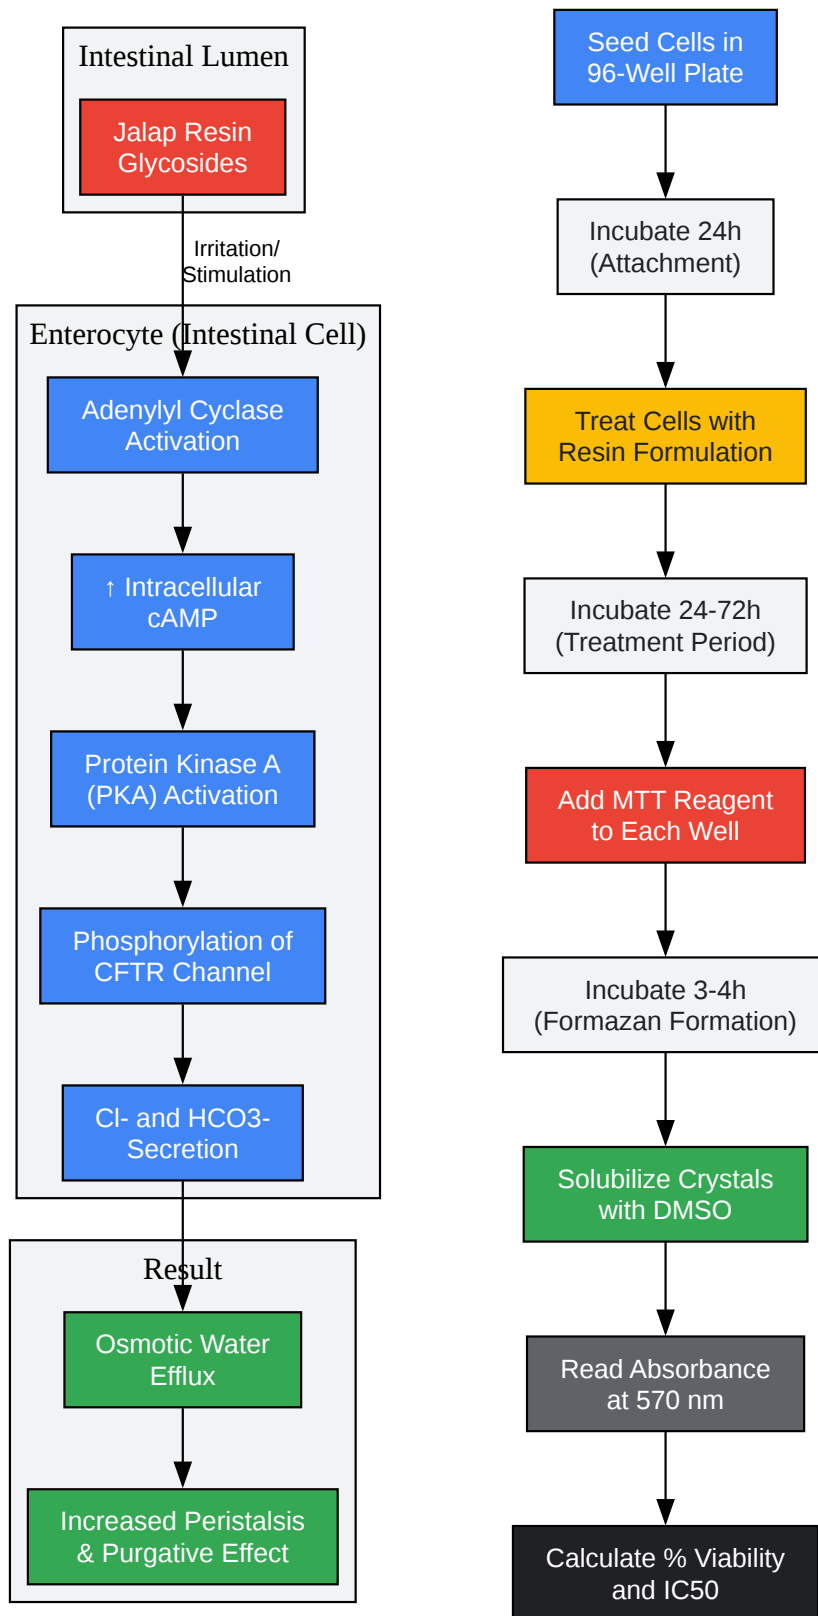 Intestinal Lumen
Jalap Resin
Glycosides
Irritation/
Stimulation
Enterocyte (Intestinal Cell)
Adenylyl Cyclase
Activation
↑ Intracellular
cAMP
Protein Kinase A
(PKA) Activation
Phosphorylation of
CFTR Channel
Cl- and HCO3-
Secretion
Result
Osmotic Water
Efflux
Increased Peristalsis
& Purgative Effect
Seed Cells in
96-Well Plate
Incubate 24h
(Attachment)
Treat Cells with
Resin Formulation
Incubate 24-72h
(Treatment Period)
Add MTT Reagent
to Each Well
Incubate 3-4h
(Formazan Formation)
Solubilize Crystals
with DMSO
Read Absorbance
at 570 nm
Calculate % Viability
and IC50